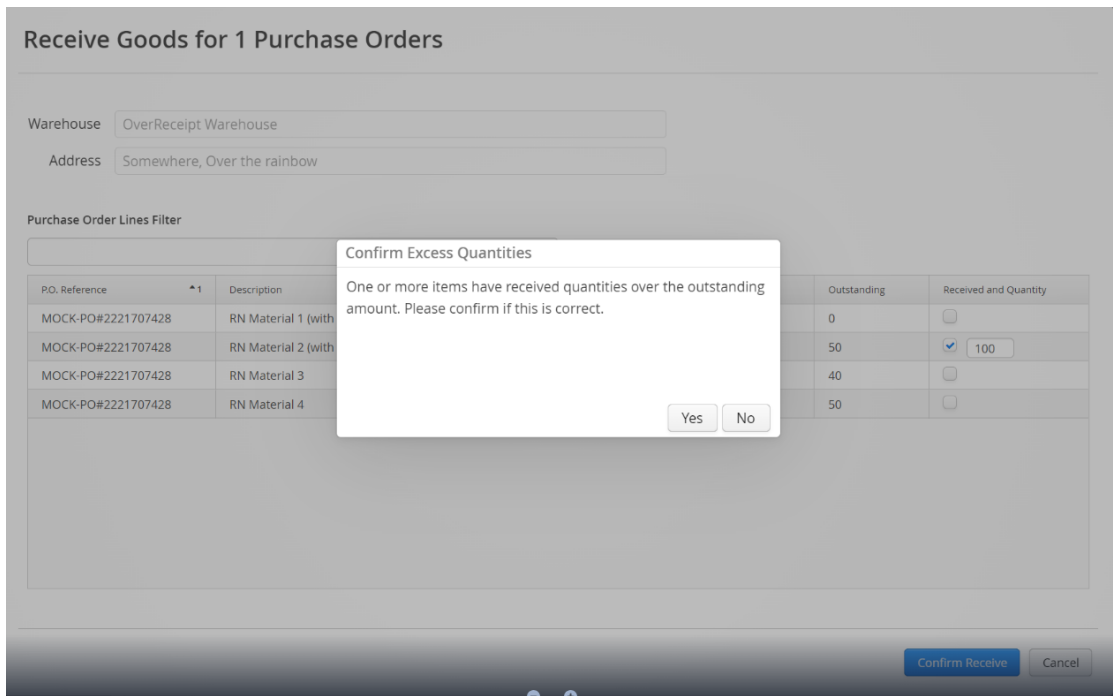 Receive Goods for 1 Purchase Orders
Warehouse OverReceipt Warehouse
Address Somewhere, Over the rainbow
Purchase Order Lines Filter
Confirm Excess Quantities
One or more items have received quantities over the outstanding
amount. Please confirm if this is correct.
Yes No
P.O. Reference 1 Description Outstanding Received and Quantity
MOCK-PO#2221707428 RN Material 1 (with 0
MOCK-PO#2221707428 RN Material 2 (with 50 100
MOCK-PO#2221707428 RN Material 3 40
MOCK-PO#2221707428 RN Material 4 50
Confirm Receive Cancel